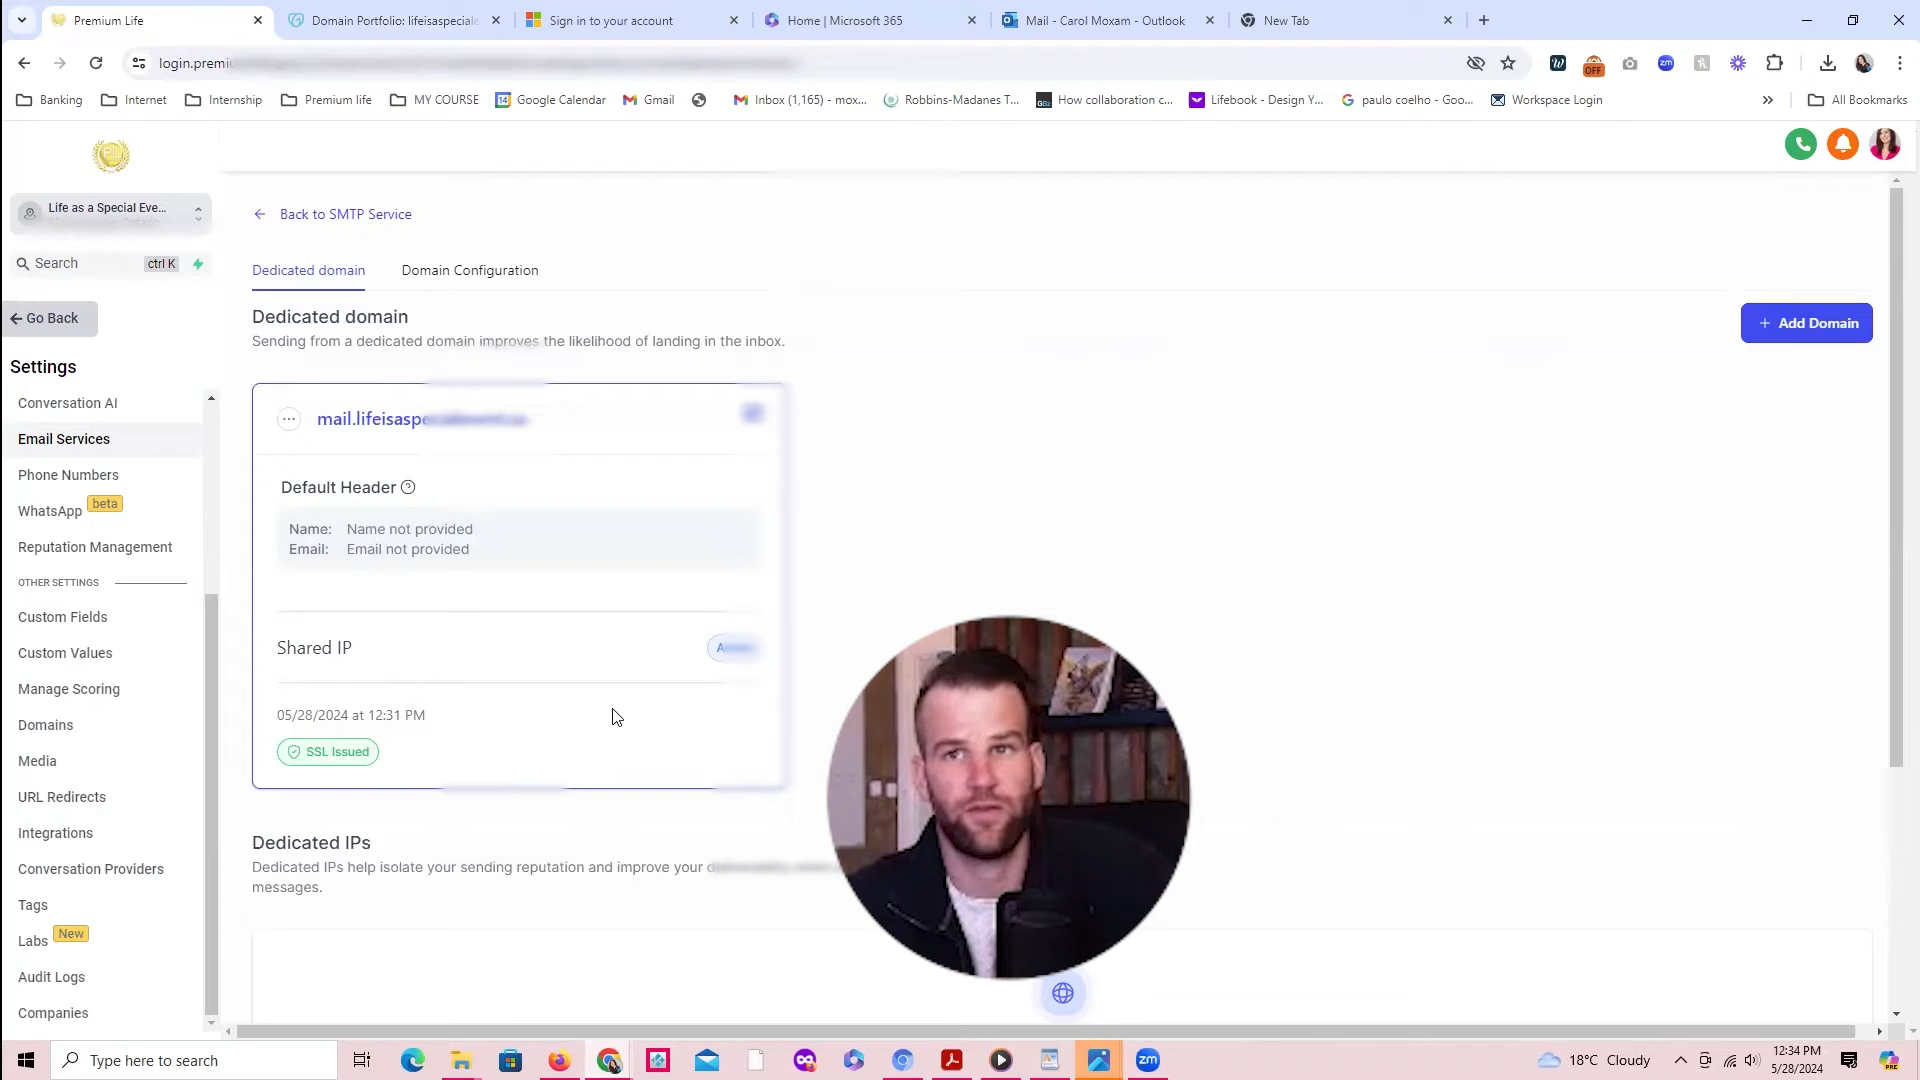 Premium Life
Domain Portfolio: lifeisaspeciale
Sign in to your account
Home | Microsoft 365
Mail - Carol Moxam - Outlook
New Tab
login.premiu
OFF
zm
Banking
Internet
Internship
Premium life
MY COURSE
Google Calendar
Gmail
Inbox (1,165) - mox...
Robbins-Madanes T...
How collaboration c...
Lifebook - Design Y...
paulo coelho - Goo...
Workspace Login
All Bookmarks
Life as a Special Eve...
Search
ctrl K
Go Back
Settings
Conversation AI
Email Services
Phone Numbers
WhatsApp beta
Reputation Management
OTHER SETTINGS
Custom Fields
Custom Values
Manage Scoring
Domains
Media
URL Redirects
Integrations
Conversation Providers
Tags
Labs New
Audit Logs
Companies
Back to SMTP Service
Dedicated domain
Domain Configuration
Dedicated domain
Sending from a dedicated domain improves the likelihood of landing in the inbox.
+ Add Domain
mail.lifeisaspe
Default Header
Name: Name not provided
Email: Email not provided
Shared IP
05/28/2024 at 12:31 PM
SSL Issued
Dedicated IPs
Dedicated IPs help isolate your sending reputation and improve your
messages.
Type here to search
zm
18°C Cloudy
12:34 PM
5/28/2024